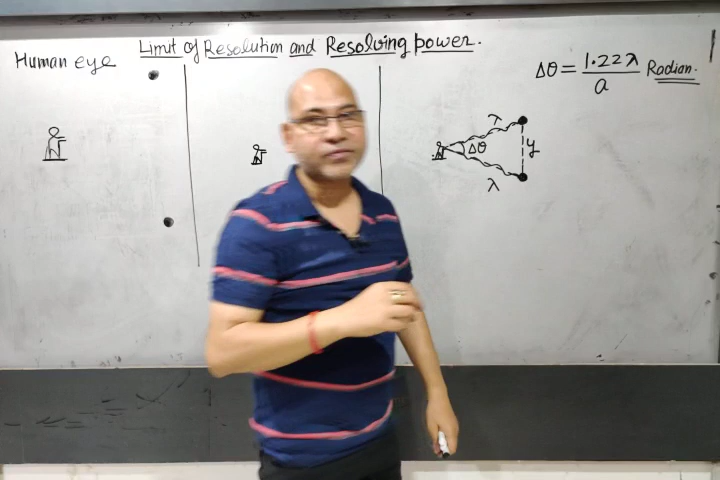 Limit of Resolution and Resolving power.
Human eye
Δθ = 1.22λ / a Radian.
λ
Δθ
y
λ